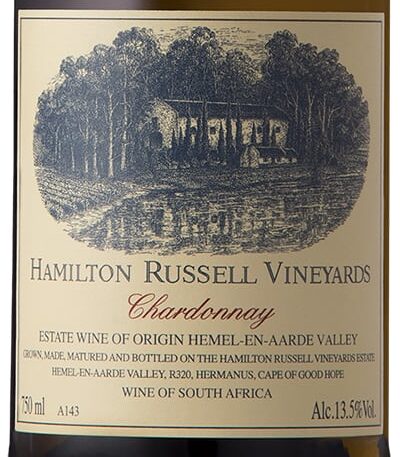 HAMILTON RUSSELL VINEYARDS
Chardonnay
ESTATE WINE OF ORIGIN HEMEL-EN-AARDE VALLEY
GROWN, MADE, MATURED AND BOTTLED ON THE HAMILTON RUSSELL VINEYARDS ESTATE
HEMEL-EN-AARDE VALLEY, R320, HERMANUS, CAPE OF GOOD HOPE
WINE OF SOUTH AFRICA
750 ml A143 Alc.13.5%Vol.